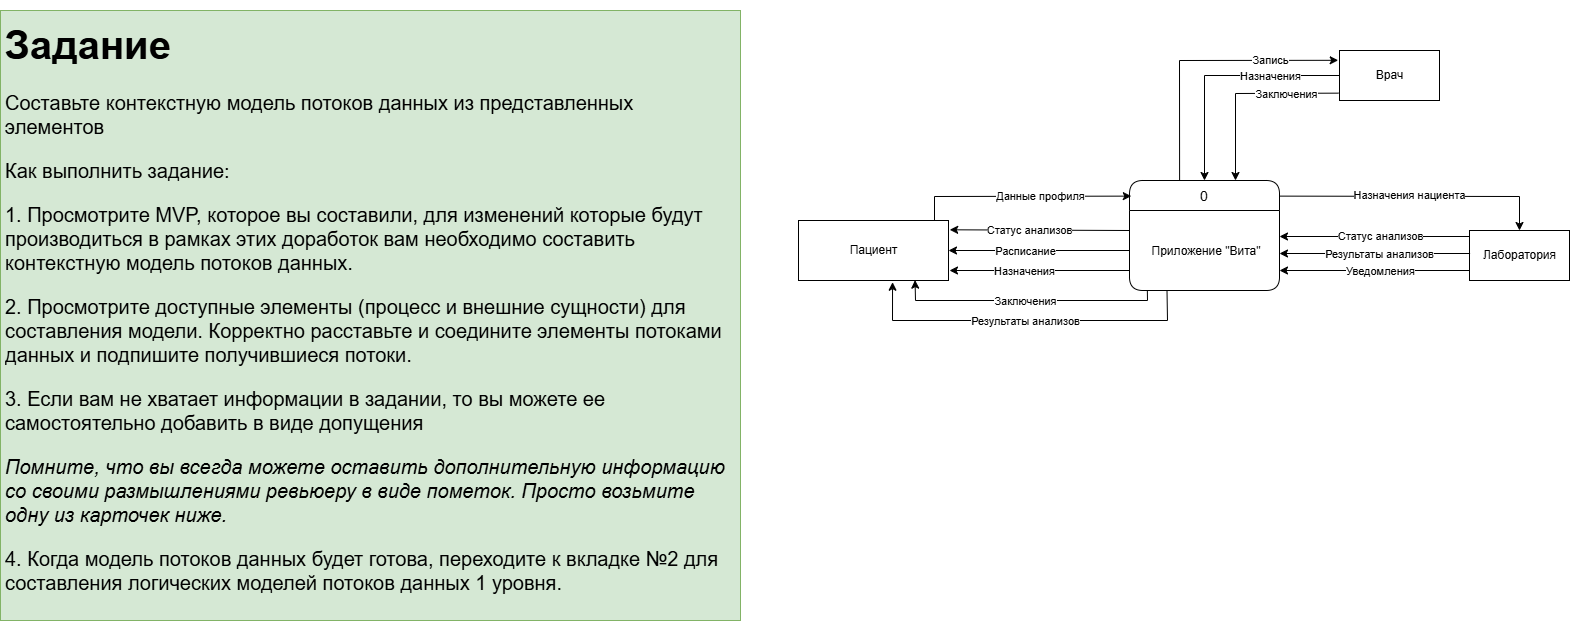 Задание
Составьте контекстную модель потоков данных из представленных
элементов
Как выполнить задание:
1. Просмотрите MVP, которое вы составили, для изменений которые будут
производиться в рамках этих доработок вам необходимо составить
контекстную модель потоков данных.
2. Просмотрите доступные элементы (процесс и внешние сущности) для
составления модели. Корректно расставьте и соедините элементы потоками
данных и подпишите получившиеся потоки.
3. Если вам не хватает информации в задании, то вы можете ее
самостоятельно добавить в виде допущения
Помните, что вы всегда можете оставить дополнительную информацию
со своими размышлениями ревьюеру в виде пометок. Просто возьмите
одну из карточек ниже.
4. Когда модель потоков данных будет готова, переходите к вкладке №2 для
составления логических моделей потоков данных 1 уровня.
Запись
Назначения
Заключения
Врач
Данные профиля
0
Назначения нациента
Пациент
Статус анализов
Расписание
Назначения
Приложение "Вита"
Статус анализов
Результаты анализов
Уведомления
Лаборатория
Заключения
Результаты анализов